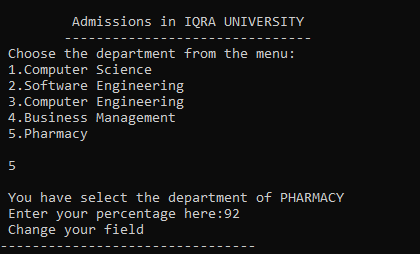 Admissions in IQRA UNIVERSITY
-------------------------------
Choose the department from the menu:
1.Computer Science
2.Software Engineering
3.Computer Engineering
4.Business Management
5.Pharmacy
5
You have select the department of PHARMACY
Enter your percentage here:92
Change your field
--------------------------------